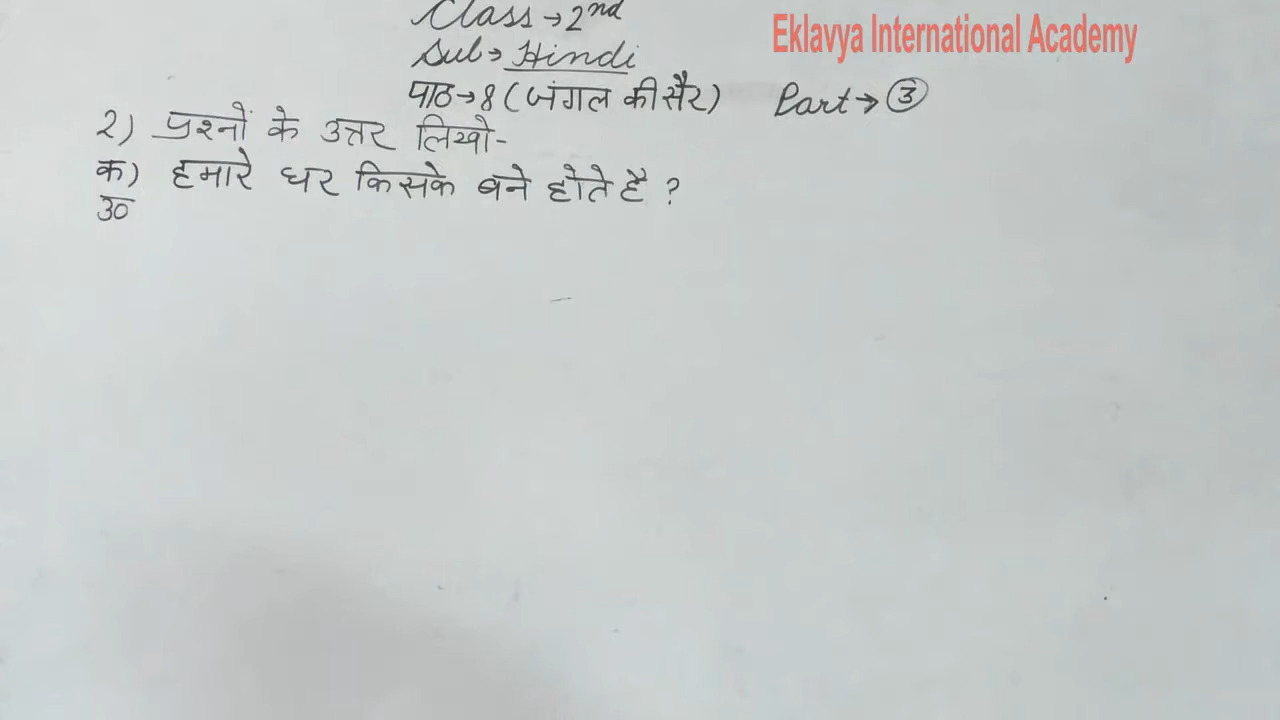 Class → 2nd
Eklavya International Academy
Sub → Hindi
पाठ → 8 (जंगल की सैर) Part → ③
2) प्रश्नों के उत्तर लिखो-
क) हमारे घर किसके बने होते है ?
उ०